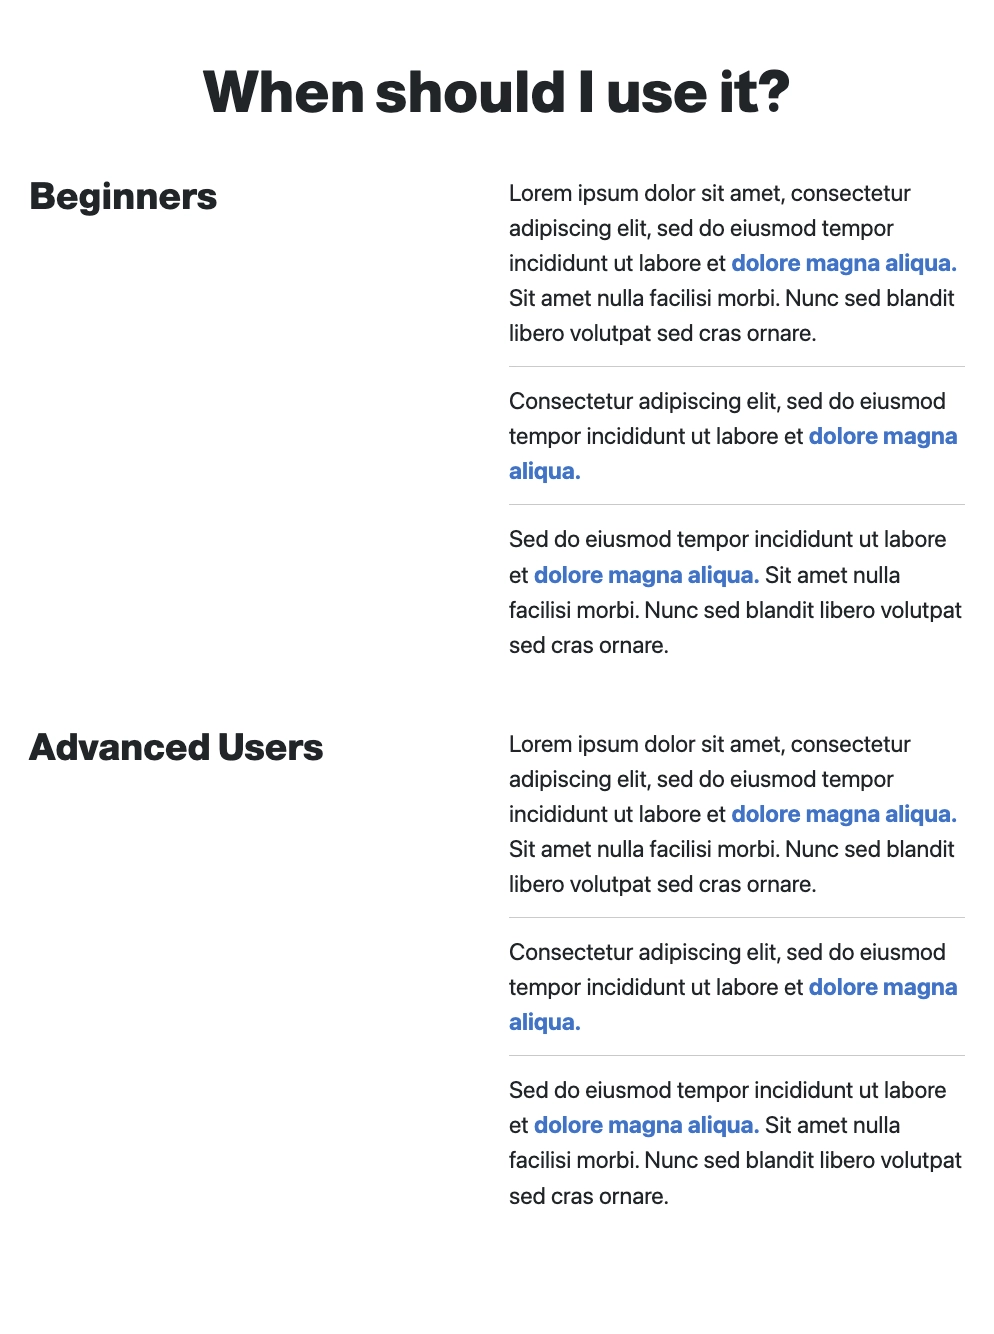 When should I use it?
Beginners
Lorem ipsum dolor sit amet, consectetur
adipiscing elit, sed do eiusmod tempor
incididunt ut labore et dolore magna aliqua.
Sit amet nulla facilisi morbi. Nunc sed blandit
libero volutpat sed cras ornare.
Consectetur adipiscing elit, sed do eiusmod
tempor incididunt ut labore et dolore magna
aliqua.
Sed do eiusmod tempor incididunt ut labore
et dolore magna aliqua. Sit amet nulla
facilisi morbi. Nunc sed blandit libero volutpat
sed cras ornare.
Advanced Users
Lorem ipsum dolor sit amet, consectetur
adipiscing elit, sed do eiusmod tempor
incididunt ut labore et dolore magna aliqua.
Sit amet nulla facilisi morbi. Nunc sed blandit
libero volutpat sed cras ornare.
Consectetur adipiscing elit, sed do eiusmod
tempor incididunt ut labore et dolore magna
aliqua.
Sed do eiusmod tempor incididunt ut labore
et dolore magna aliqua. Sit amet nulla
facilisi morbi. Nunc sed blandit libero volutpat
sed cras ornare.